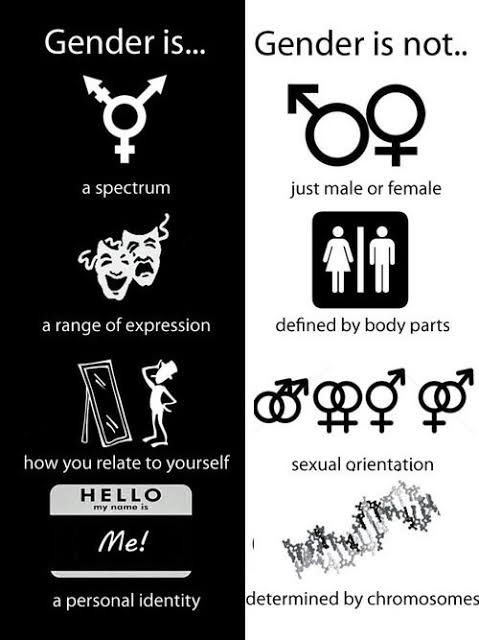 Gender is...
a spectrum
a range of expression
how you relate to yourself
HELLO
my name is
Me!
a personal identity
Gender is not..
just male or female
defined by body parts
sexual orientation
determined by chromosomes